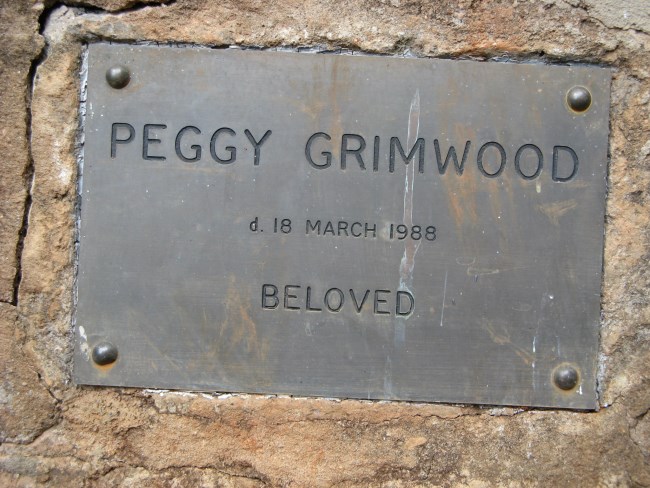 PEGGY GRIMWOOD
d. 18 MARCH 1988
BELOVED